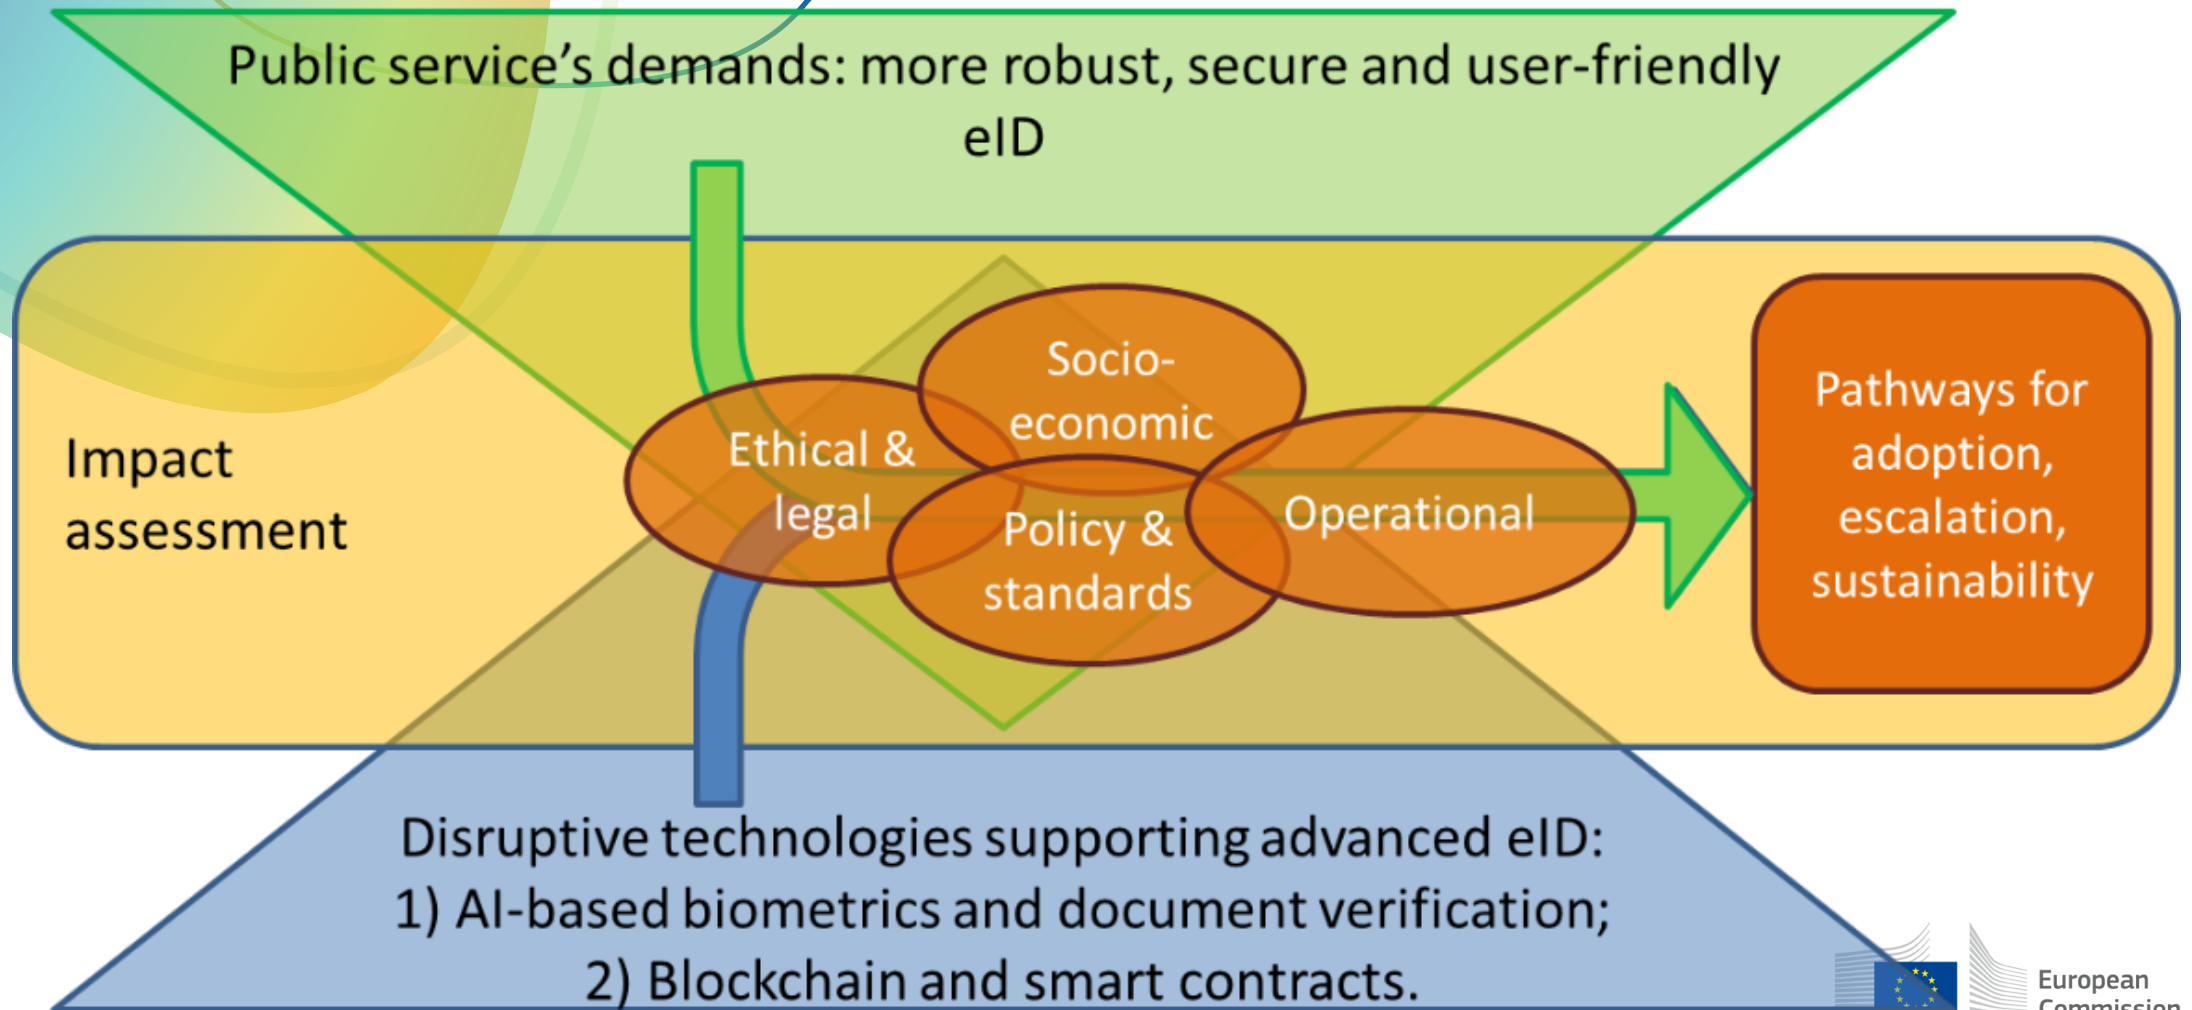 Public service's demands: more robust, secure and user-friendly
eID
Impact
assessment
Ethical &
legal
Socio-
economic
Policy &
standards
Operational
Pathways for
adoption,
escalation,
sustainability
Disruptive technologies supporting advanced eID:
1) AI-based biometrics and document verification;
2) Blockchain and smart contracts.
European
Commission